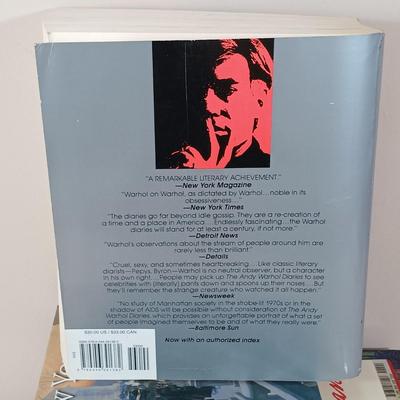 "A REMARKABLE LITERARY ACHIEVEMENT."
—New York Magazine
"Warhol on Warhol, as dictated by Warhol...noble in its
obsessiveness..."
—New York Times
"The diaries go far beyond idle gossip. They are a re-creation of
a time and a place in America....Endlessly fascinating...the Warhol
diaries will stand for at least a century, if not more."
—Detroit News
"Warhol's observations about the stream of people around him are
rarely less than brilliant"
—Details
"Cruel, sexy, and sometimes heartbreaking... Like classic literary
diarists—Pepys, Byron—Warhol is no neutral observer, but a character
in his own right... People may pick up The Andy Warhol Diaries to see
celebrities with (literally) pants down and spoons up their noses... But
they'll remember the strange creature who watched it all happen."
—Newsweek
"No study of Manhattan society in the strobe-lit 1970s or in the
shadow of AIDS will be possible without consideration of The Andy
Warhol Diaries, which provides an unforgettable portrait of what a set
of people imagined themselves to be and what they really were."
—Baltimore Sun
Now with an authorized index
$30.00 US / $33.00 CAN.